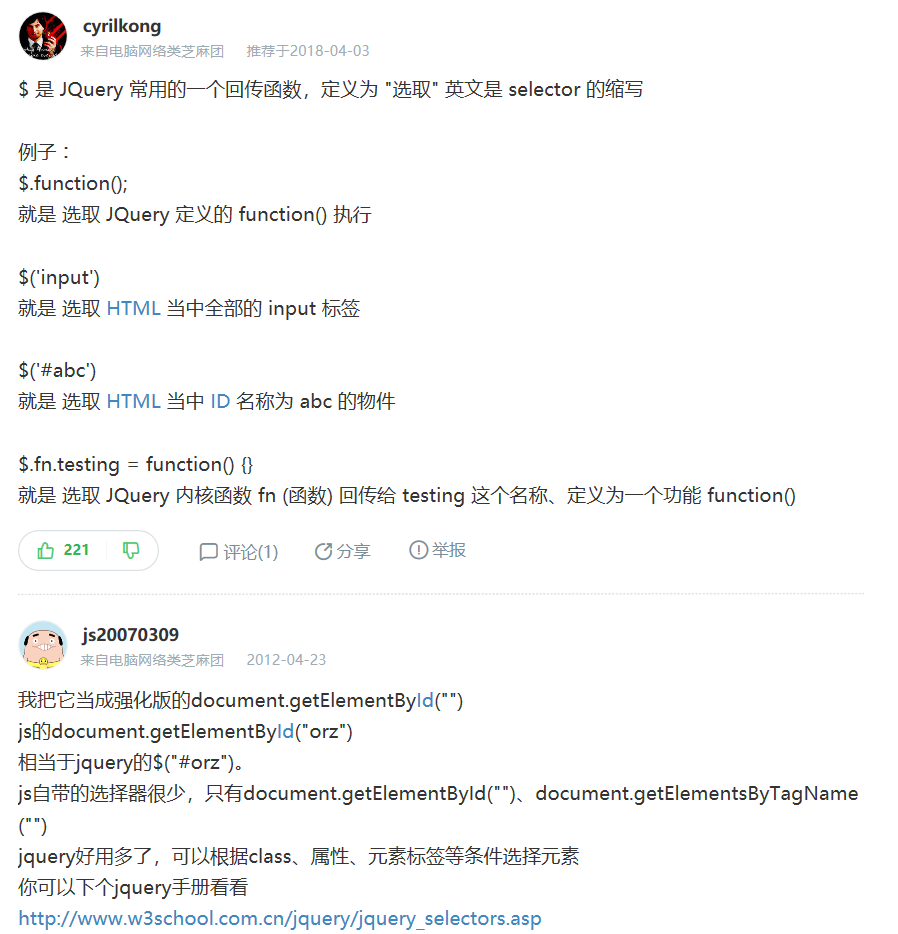 cyrilkong
来自电脑网络类芝麻团 推荐于2018-04-03
$ 是 JQuery 常用的一个回传函数，定义为 "选取" 英文是 selector 的缩写
例子：
$.function();
就是 选取 JQuery 定义的 function() 执行
$('input')
就是 选取 HTML 当中全部的 input 标签
$('#abc')
就是 选取 HTML 当中 ID 名称为 abc 的物件
$.fn.testing = function() {}
就是 选取 JQuery 内核函数 fn (函数) 回传给 testing 这个名称、定义为一个功能 function()
221 评论(1) 分享 举报
js20070309
来自电脑网络类芝麻团 2012-04-23
我把它当成强化版的document.getElementById("")
js的document.getElementById("orz")
相当于jquery的$("#orz")。
js自带的选择器很少，只有document.getElementById("")、document.getElementsByTagName
("")
jquery好用多了，可以根据class、属性、元素标签等条件选择元素
你可以下个jquery手册看看
http://www.w3school.com.cn/jquery/jquery_selectors.asp